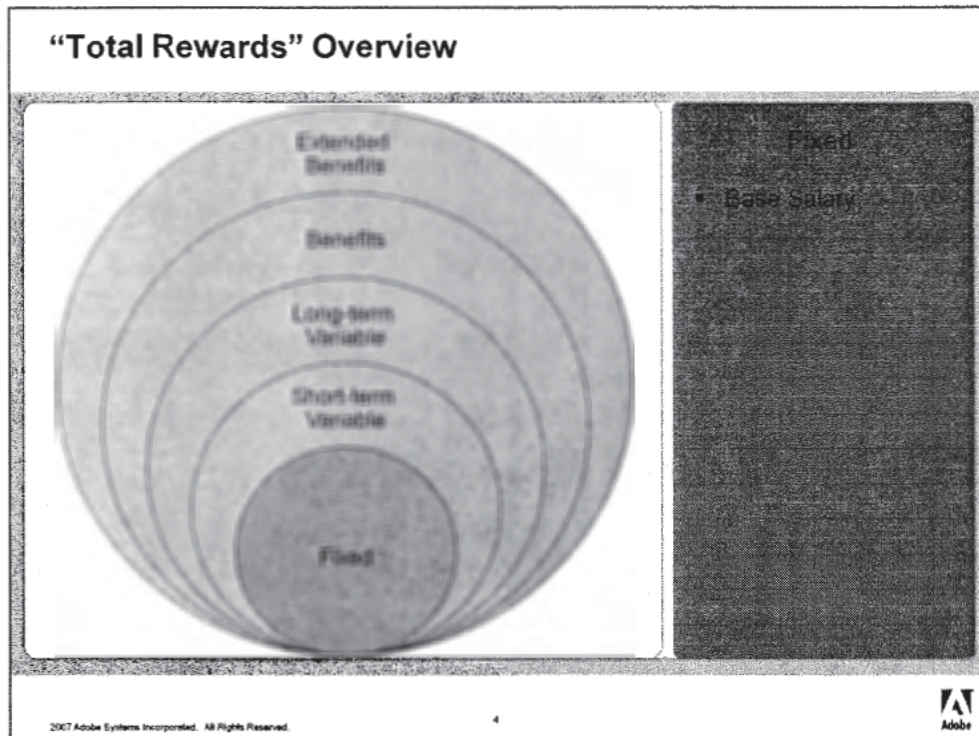 “Total Rewards” Overview
Extended
Benefits
Benefits
Long-term
Variable
Short-term
Variable
Fixed
Fixed
• Base Salary
2007 Adobe Systems Incorporated. All Rights Reserved.
4
Adobe